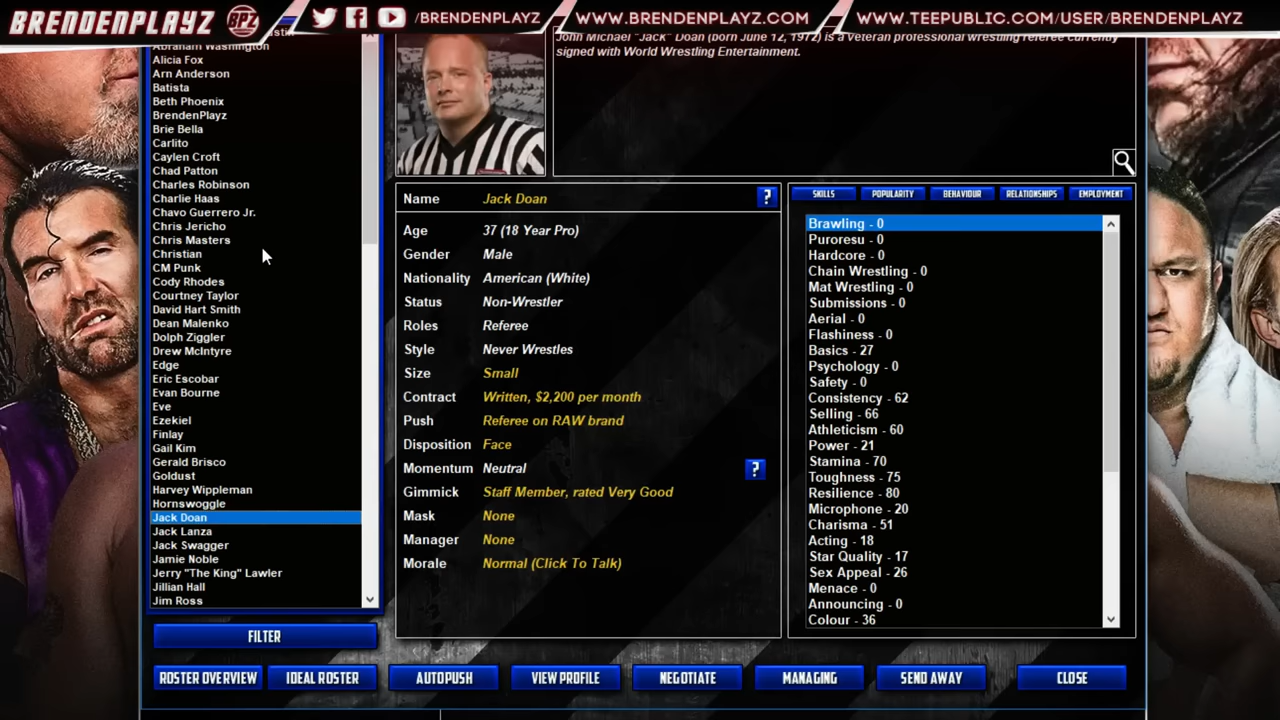 BRENDENPLAYZ BPZ /BRENDENPLAYZ WWW.BRENDENPLAYZ.COM WWW.TEEPUBLIC.COM/USER/BRENDENPLAYZ
Abraham Washington
Alicia Fox
Arn Anderson
Batista
Beth Phoenix
BrendenPlayz
Brie Bella
Carlito
Caylen Croft
Chad Patton
Charles Robinson
Charlie Haas
Chavo Guerrero Jr.
Chris Jericho
Chris Masters
Christian
CM Punk
Cody Rhodes
Courtney Taylor
David Hart Smith
Dean Malenko
Dolph Ziggler
Drew McIntyre
Edge
Eric Escobar
Evan Bourne
Eve
Ezekiel
Finlay
Gail Kim
Gerald Brisco
Goldust
Harvey Wippleman
Hornswoggle
Jack Doan
Jack Lanza
Jack Swagger
Jamie Noble
Jerry "The King" Lawler
Jillian Hall
Jim Ross
FILTER
John Michael "Jack" Doan (born June 12, 1972) is a veteran professional wrestling referee currently
signed with World Wrestling Entertainment.
Name Jack Doan ?
Age 37 (18 Year Pro)
Gender Male
Nationality American (White)
Status Non-Wrestler
Roles Referee
Style Never Wrestles
Size Small
Contract Written, $2,200 per month
Push Referee on RAW brand
Disposition Face
Momentum Neutral ?
Gimmick Staff Member, rated Very Good
Mask None
Manager None
Morale Normal (Click To Talk)
SKILLS POPULARITY BEHAVIOUR RELATIONSHIPS EMPLOYMENT
Brawling - 0
Puroresu - 0
Hardcore - 0
Chain Wrestling - 0
Mat Wrestling - 0
Submissions - 0
Aerial - 0
Flashiness - 0
Basics - 27
Psychology - 0
Safety - 0
Consistency - 62
Selling - 66
Athleticism - 60
Power - 21
Stamina - 70
Toughness - 75
Resilience - 80
Microphone - 20
Charisma - 51
Acting - 18
Star Quality - 17
Sex Appeal - 26
Menace - 0
Announcing - 0
Colour - 36
ROSTER OVERVIEW IDEAL ROSTER AUTOPUSH VIEW PROFILE NEGOTIATE MANAGING SEND AWAY CLOSE